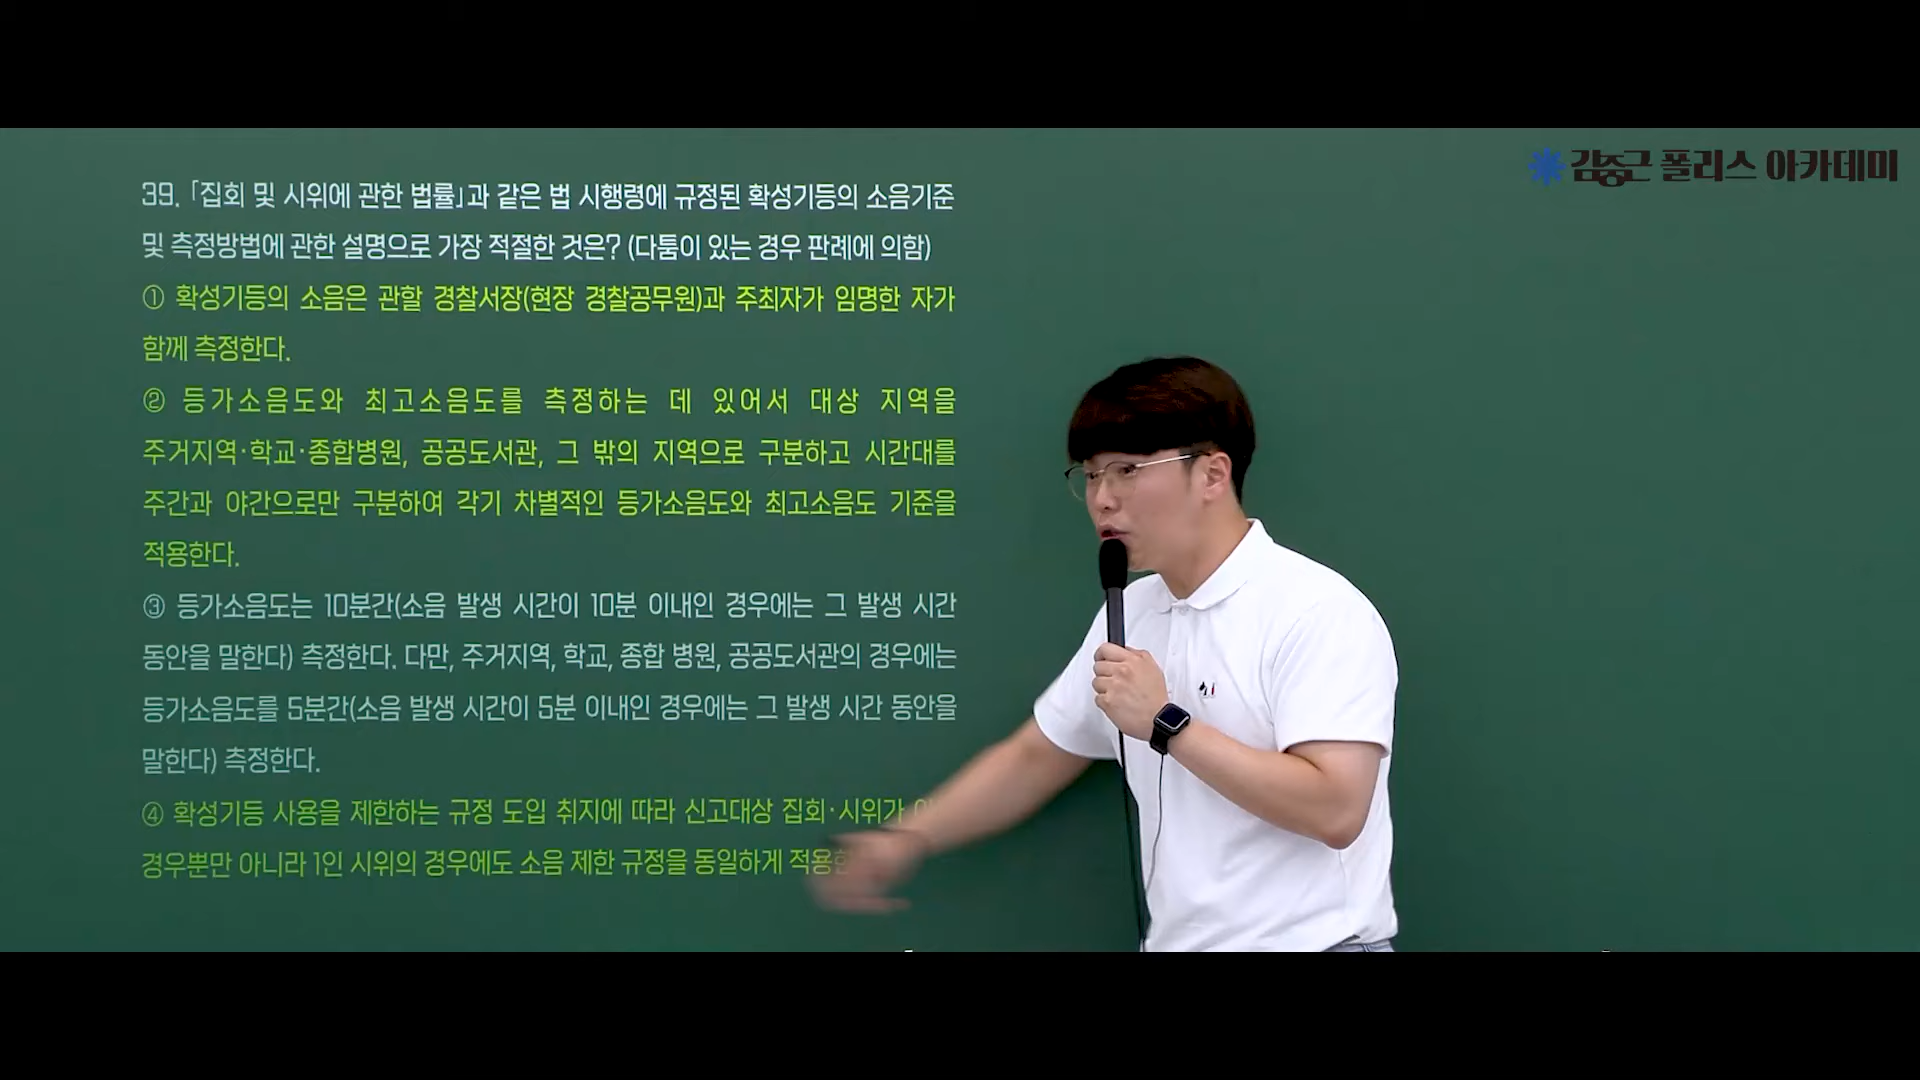 김중근 폴리스 아카데미
39. 「집회 및 시위에 관한 법률」과 같은 법 시행령에 규정된 확성기등의 소음기준
및 측정방법에 관한 설명으로 가장 적절한 것은? (다툼이 있는 경우 판례에 의함)
① 확성기등의 소음은 관할 경찰서장(현장 경찰공무원)과 주최자가 임명한 자가
함께 측정한다.
② 등가소음도와 최고소음도를 측정하는 데 있어서 대상 지역을
주거지역·학교·종합병원, 공공도서관, 그 밖의 지역으로 구분하고 시간대를
주간과 야간으로만 구분하여 각기 차별적인 등가소음도와 최고소음도 기준을
적용한다.
③ 등가소음도는 10분간(소음 발생 시간이 10분 이내인 경우에는 그 발생 시간
동안을 말한다) 측정한다. 다만, 주거지역, 학교, 종합 병원, 공공도서관의 경우에는
등가소음도를 5분간(소음 발생 시간이 5분 이내인 경우에는 그 발생 시간 동안을
말한다) 측정한다.
④ 확성기등 사용을 제한하는 규정 도입 취지에 따라 신고대상 집회·시위가
경우뿐만 아니라 1인 시위의 경우에도 소음 제한 규정을 동일하게